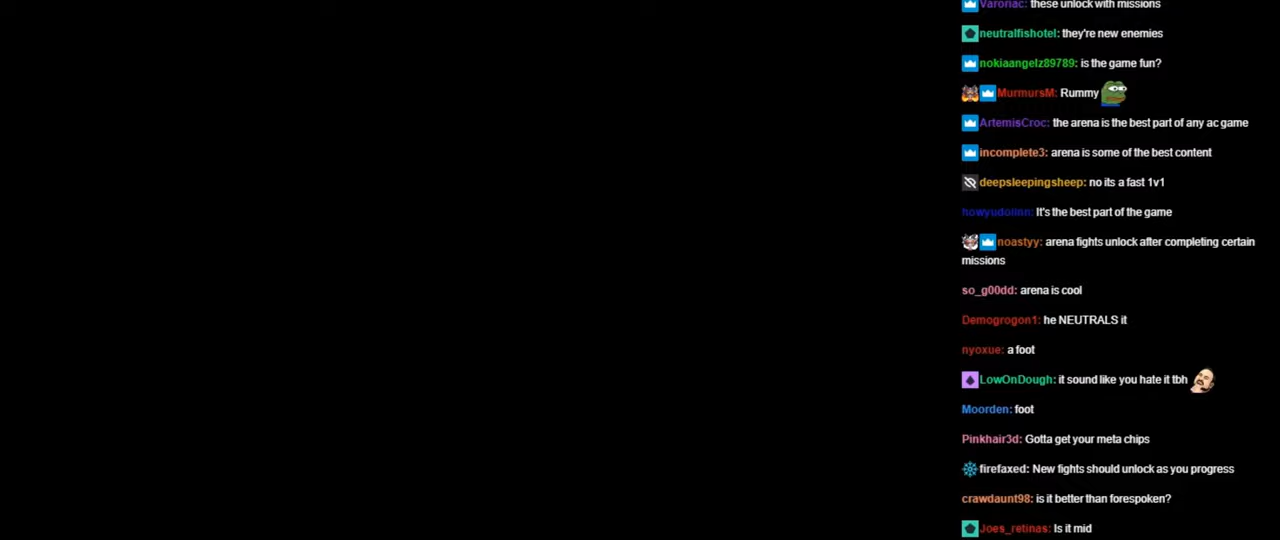 Varoriac: these unlock with missions
neutralfishotel: they're new enemies
nokiaangelz89789: is the game fun?
MurmursM: Rummy
ArtemisCroc: the arena is the best part of any ac game
incomplete3: arena is some of the best content
deepsleepingsheep: no its a fast 1v1
howyudolinn: It's the best part of the game
noastyy: arena fights unlock after completing certain
missions
so_g00dd: arena is cool
Demogrogon1: he NEUTRALS it
nyoxue: a foot
LowOnDough: it sound like you hate it tbh
Moorden: foot
Pinkhair3d: Gotta get your meta chips
firefaxed: New fights should unlock as you progress
crawdaunt98: is it better than forespoken?
Joes_retinas: Is it mid